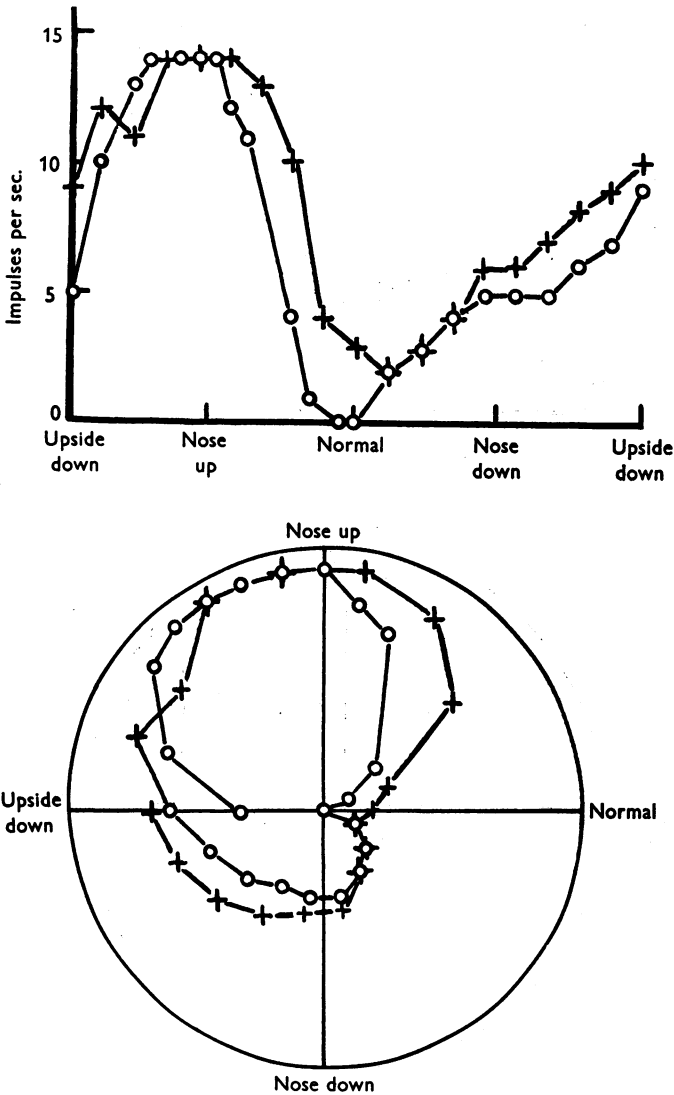 15
10
5
0
Impulses per sec.
Upside
down
Nose
up
Normal
Nose
down
Upside
down
Nose up
Upside
down
Normal
Nose down